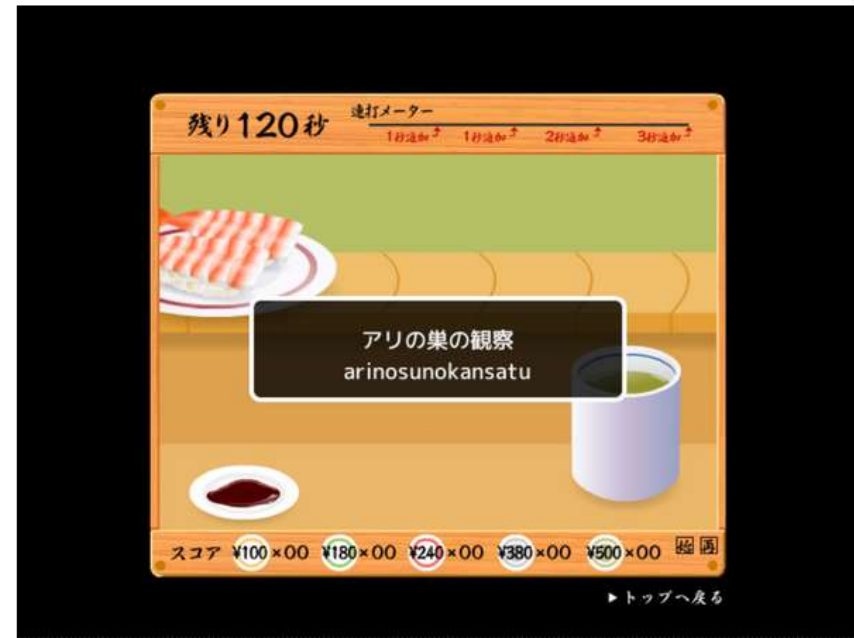 残り120秒
連打メーター
1秒追加 1秒追加 2秒追加 3秒追加
アリの巣の観察
arinosunokansatu
スコア ¥100×00 ¥180×00 ¥240×00 ¥380×00 ¥500×00
▶トップへ戻る